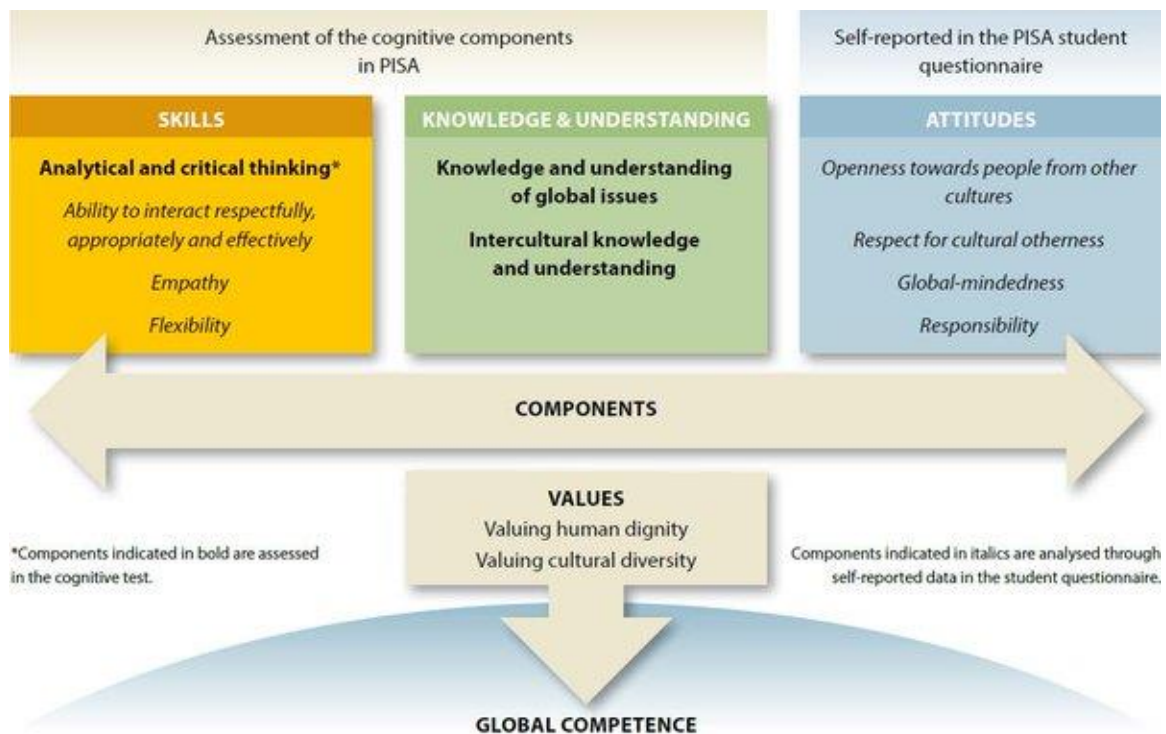 Assessment of the cognitive components
in PISA
Self-reported in the PISA student
questionnaire
SKILLS
Analytical and critical thinking*
Ability to interact respectfully,
appropriately and effectively
Empathy
Flexibility
KNOWLEDGE & UNDERSTANDING
Knowledge and understanding
of global issues
Intercultural knowledge
and understanding
ATTITUDES
Openness towards people from other
cultures
Respect for cultural otherness
Global-mindedness
Responsibility
COMPONENTS
VALUES
Valuing human dignity
Valuing cultural diversity
*Components indicated in bold are assessed
in the cognitive test.
Components indicated in italics are analysed through
self-reported data in the student questionnaire.
GLOBAL COMPETENCE